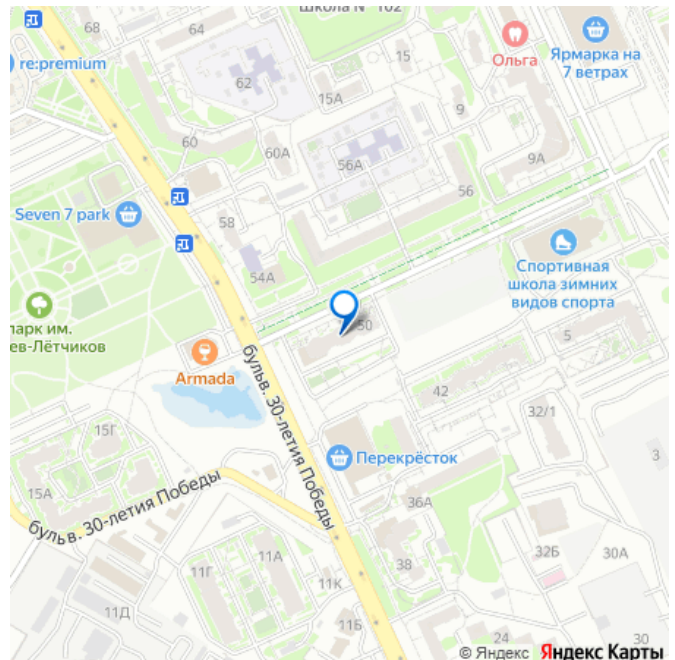 Школа № 102
68
64
re:premium
62
15
Ольга
Ярмарка на
7 ветрах
15А
9
60
60А
56А
9А
56
Seven 7 park
58
54А
Спортивная
школа зимних
видов спорта
парк им.
ев-Лётчиков
50
Armada
5
бульв. 30-летия Победы
42
15Г
32/1
Перекрёсток
3
15А
бульв. 30-летия Победы
36А
11Г
11А
38
32Б
30А
11К
11Д
11Б
24
30
© Яндекс Яндекс Карты